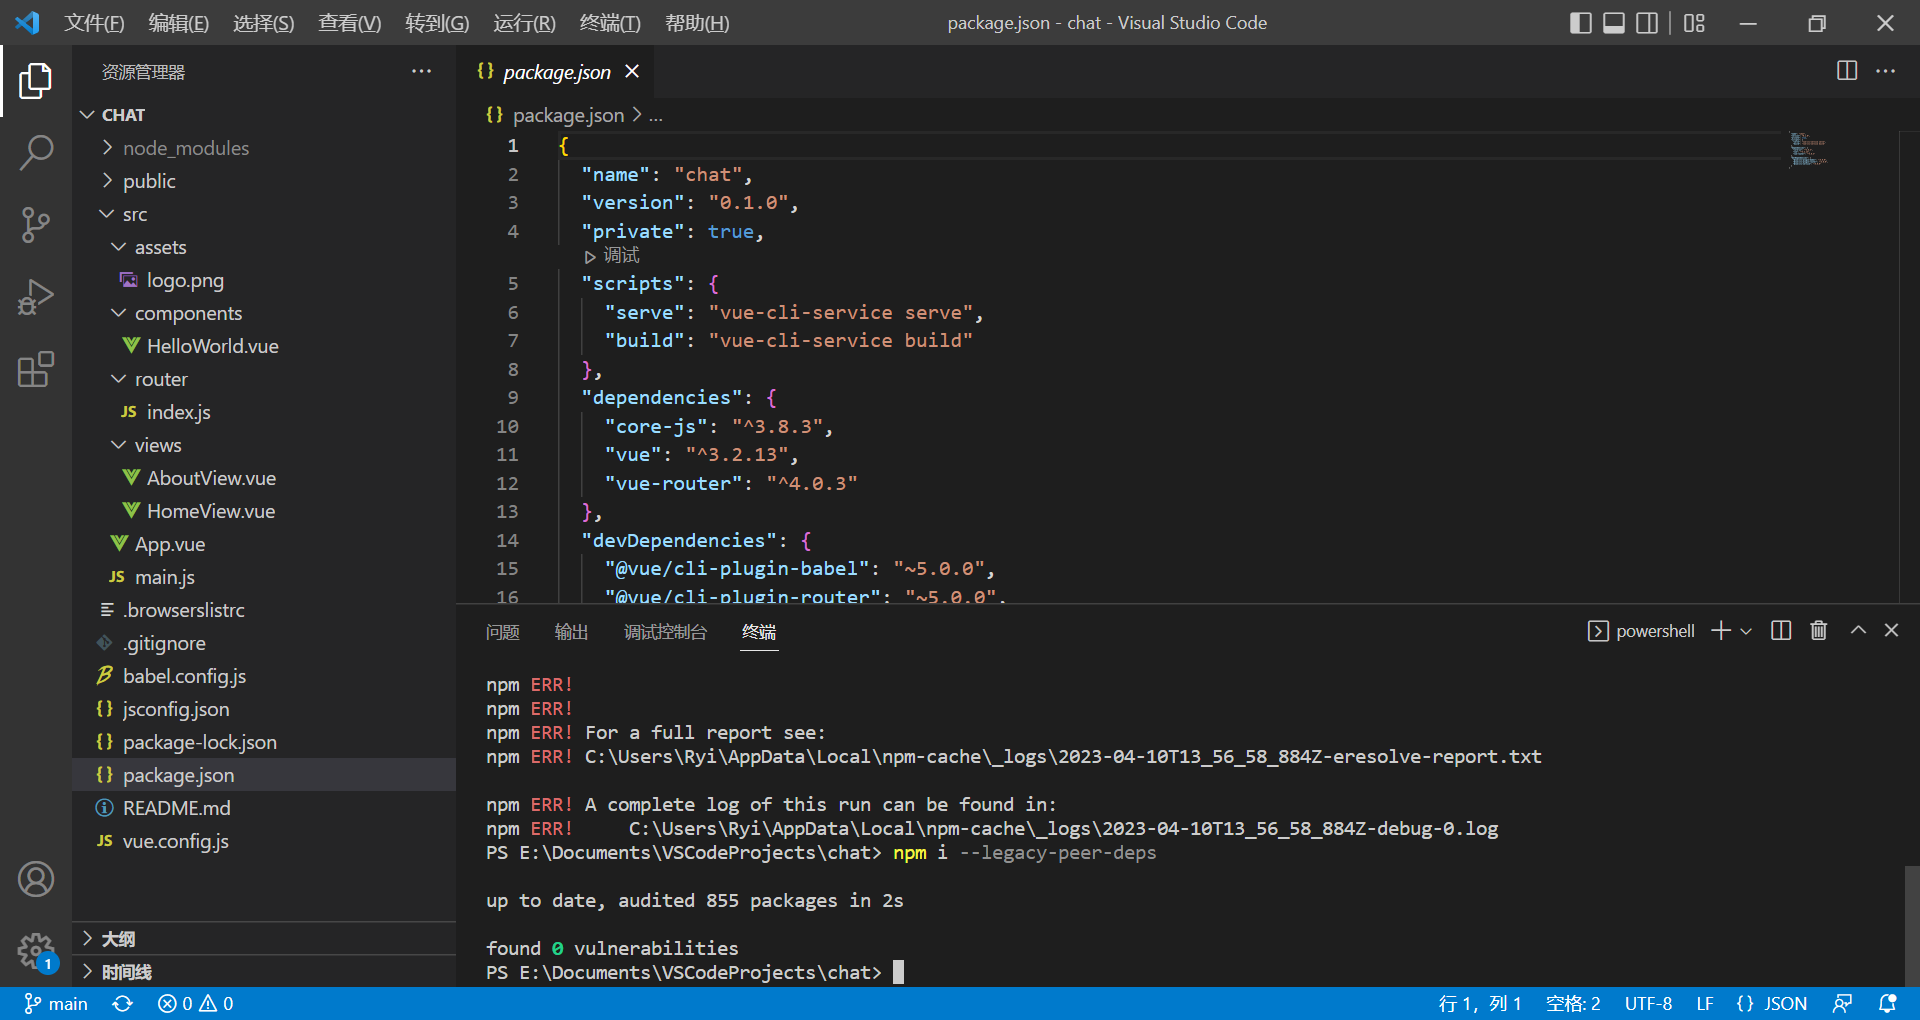 文件(F) 编辑(E) 选择(S) 查看(V) 转到(G) 运行(R) 终端(T) 帮助(H) package.json - chat - Visual Studio Code
资源管理器 ···
CHAT
node_modules
public
src
assets
logo.png
components
HelloWorld.vue
router
JS index.js
views
AboutView.vue
HomeView.vue
App.vue
JS main.js
.browserslistrc
.gitignore
babel.config.js
{} jsconfig.json
{} package-lock.json
{} package.json
README.md
JS vue.config.js
大纲
时间线
1
{} package.json ×
{} package.json > ...
1 {
2 "name": "chat",
3 "version": "0.1.0",
4 "private": true,
▷ 调试
5 "scripts": {
6 "serve": "vue-cli-service serve",
7 "build": "vue-cli-service build"
8 },
9 "dependencies": {
10 "core-js": "^3.8.3",
11 "vue": "^3.2.13",
12 "vue-router": "^4.0.3"
13 },
14 "devDependencies": {
15 "@vue/cli-plugin-babel": "~5.0.0",
16 "@vue/cli-plugin-router": "~5.0.0",
问题 输出 调试控制台 终端 powershell
npm ERR!
npm ERR!
npm ERR! For a full report see:
npm ERR! C:\Users\Ryi\AppData\Local\npm-cache\_logs\2023-04-10T13_56_58_884Z-eresolve-report.txt
npm ERR! A complete log of this run can be found in:
npm ERR!     C:\Users\Ryi\AppData\Local\npm-cache\_logs\2023-04-10T13_56_58_884Z-debug-0.log
PS E:\Documents\VSCodeProjects\chat> npm i --legacy-peer-deps
up to date, audited 855 packages in 2s
found 0 vulnerabilities
PS E:\Documents\VSCodeProjects\chat>
main 0 0 行 1，列 1 空格: 2 UTF-8 LF {} JSON